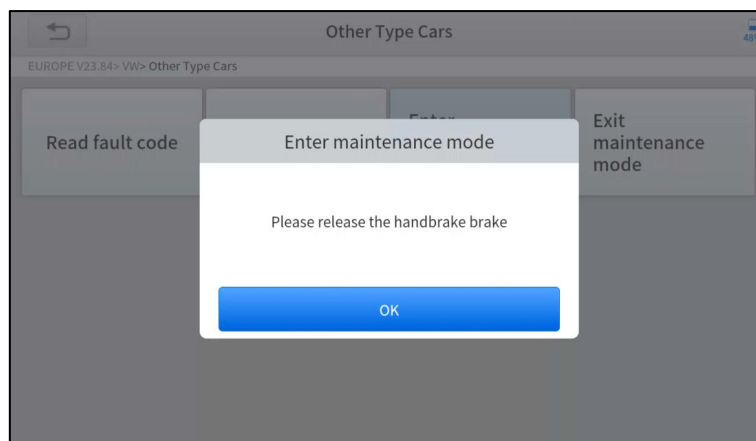 Other Type Cars
EUROPE V23.84> VW> Other Type Cars
Read fault code
Exit
maintenance
mode
Enter maintenance mode
Please release the handbrake brake
OK